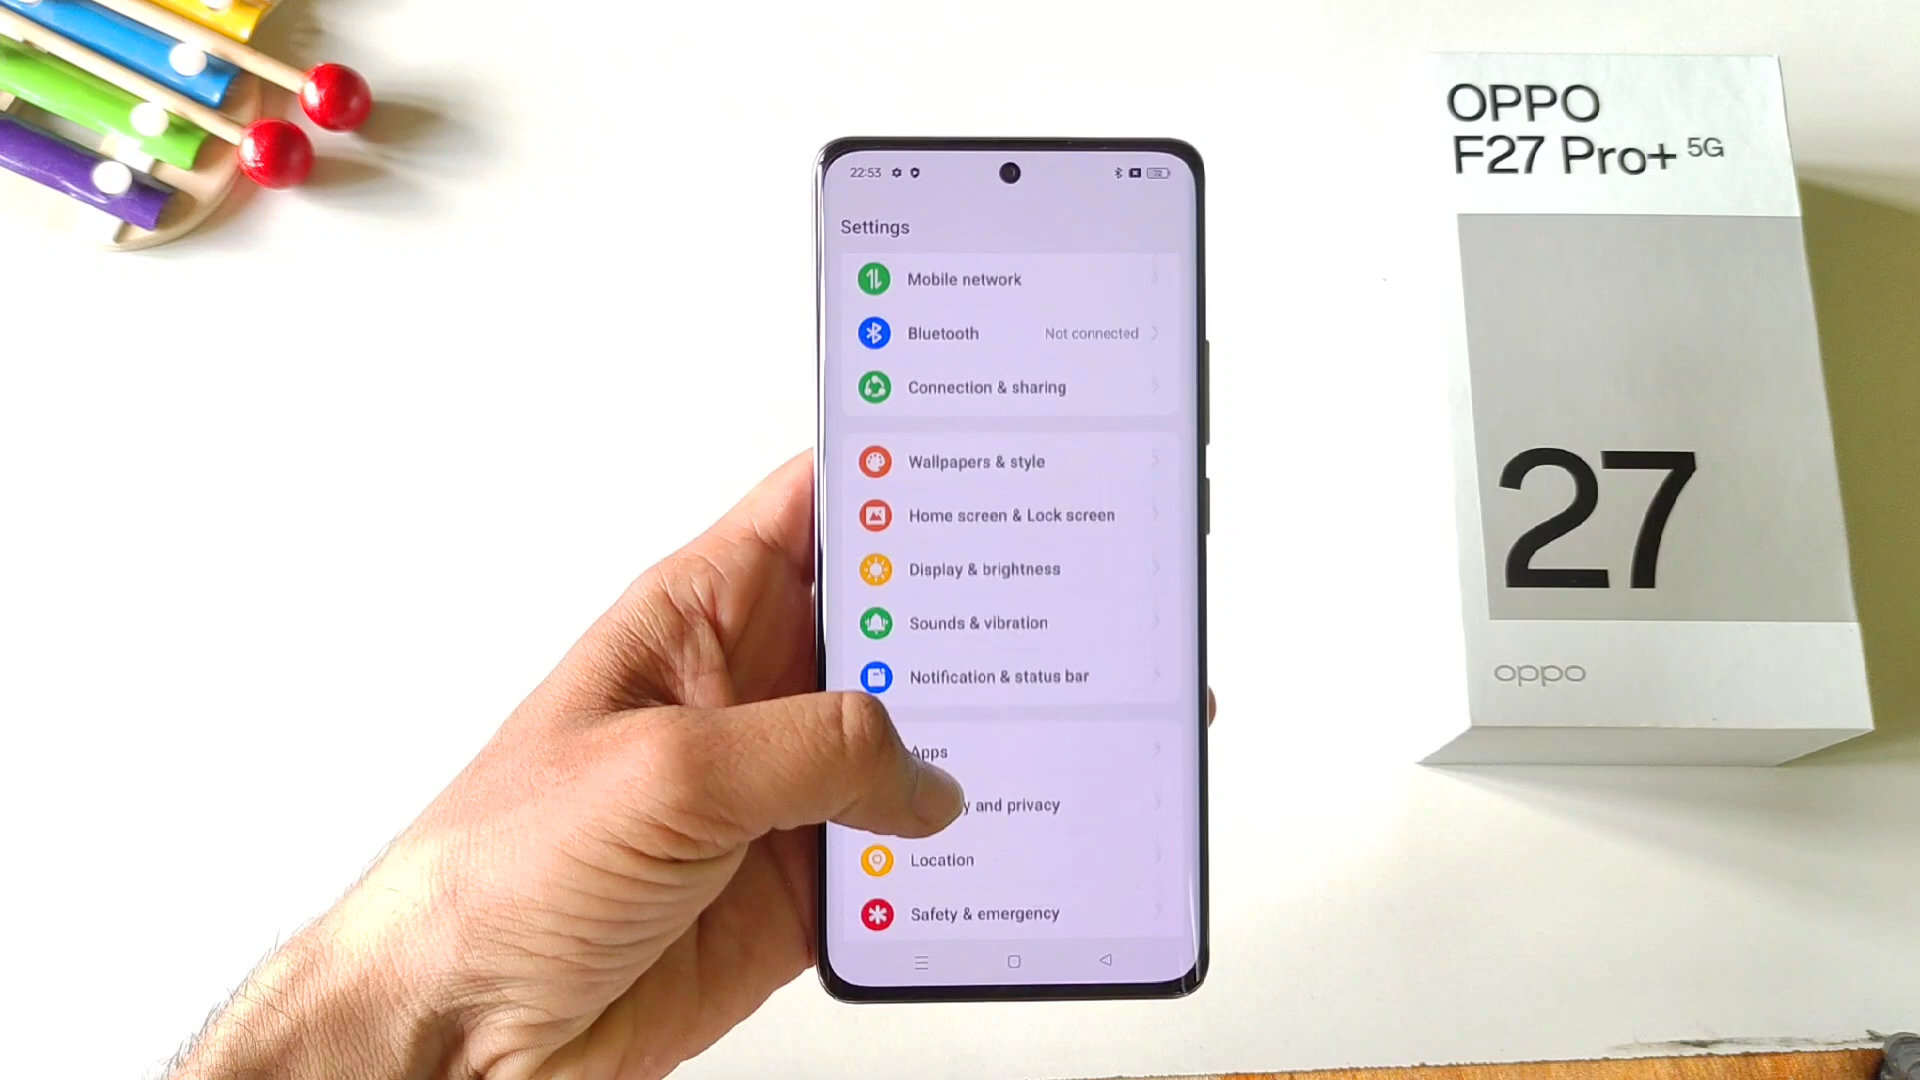 22:53
Settings
Mobile network
Bluetooth Not connected
Connection & sharing
Wallpapers & style
Home screen & Lock screen
Display & brightness
Sounds & vibration
Notification & status bar
Apps
and privacy
Location
Safety & emergency
OPPO
F27 Pro+ 5G
27
oppo